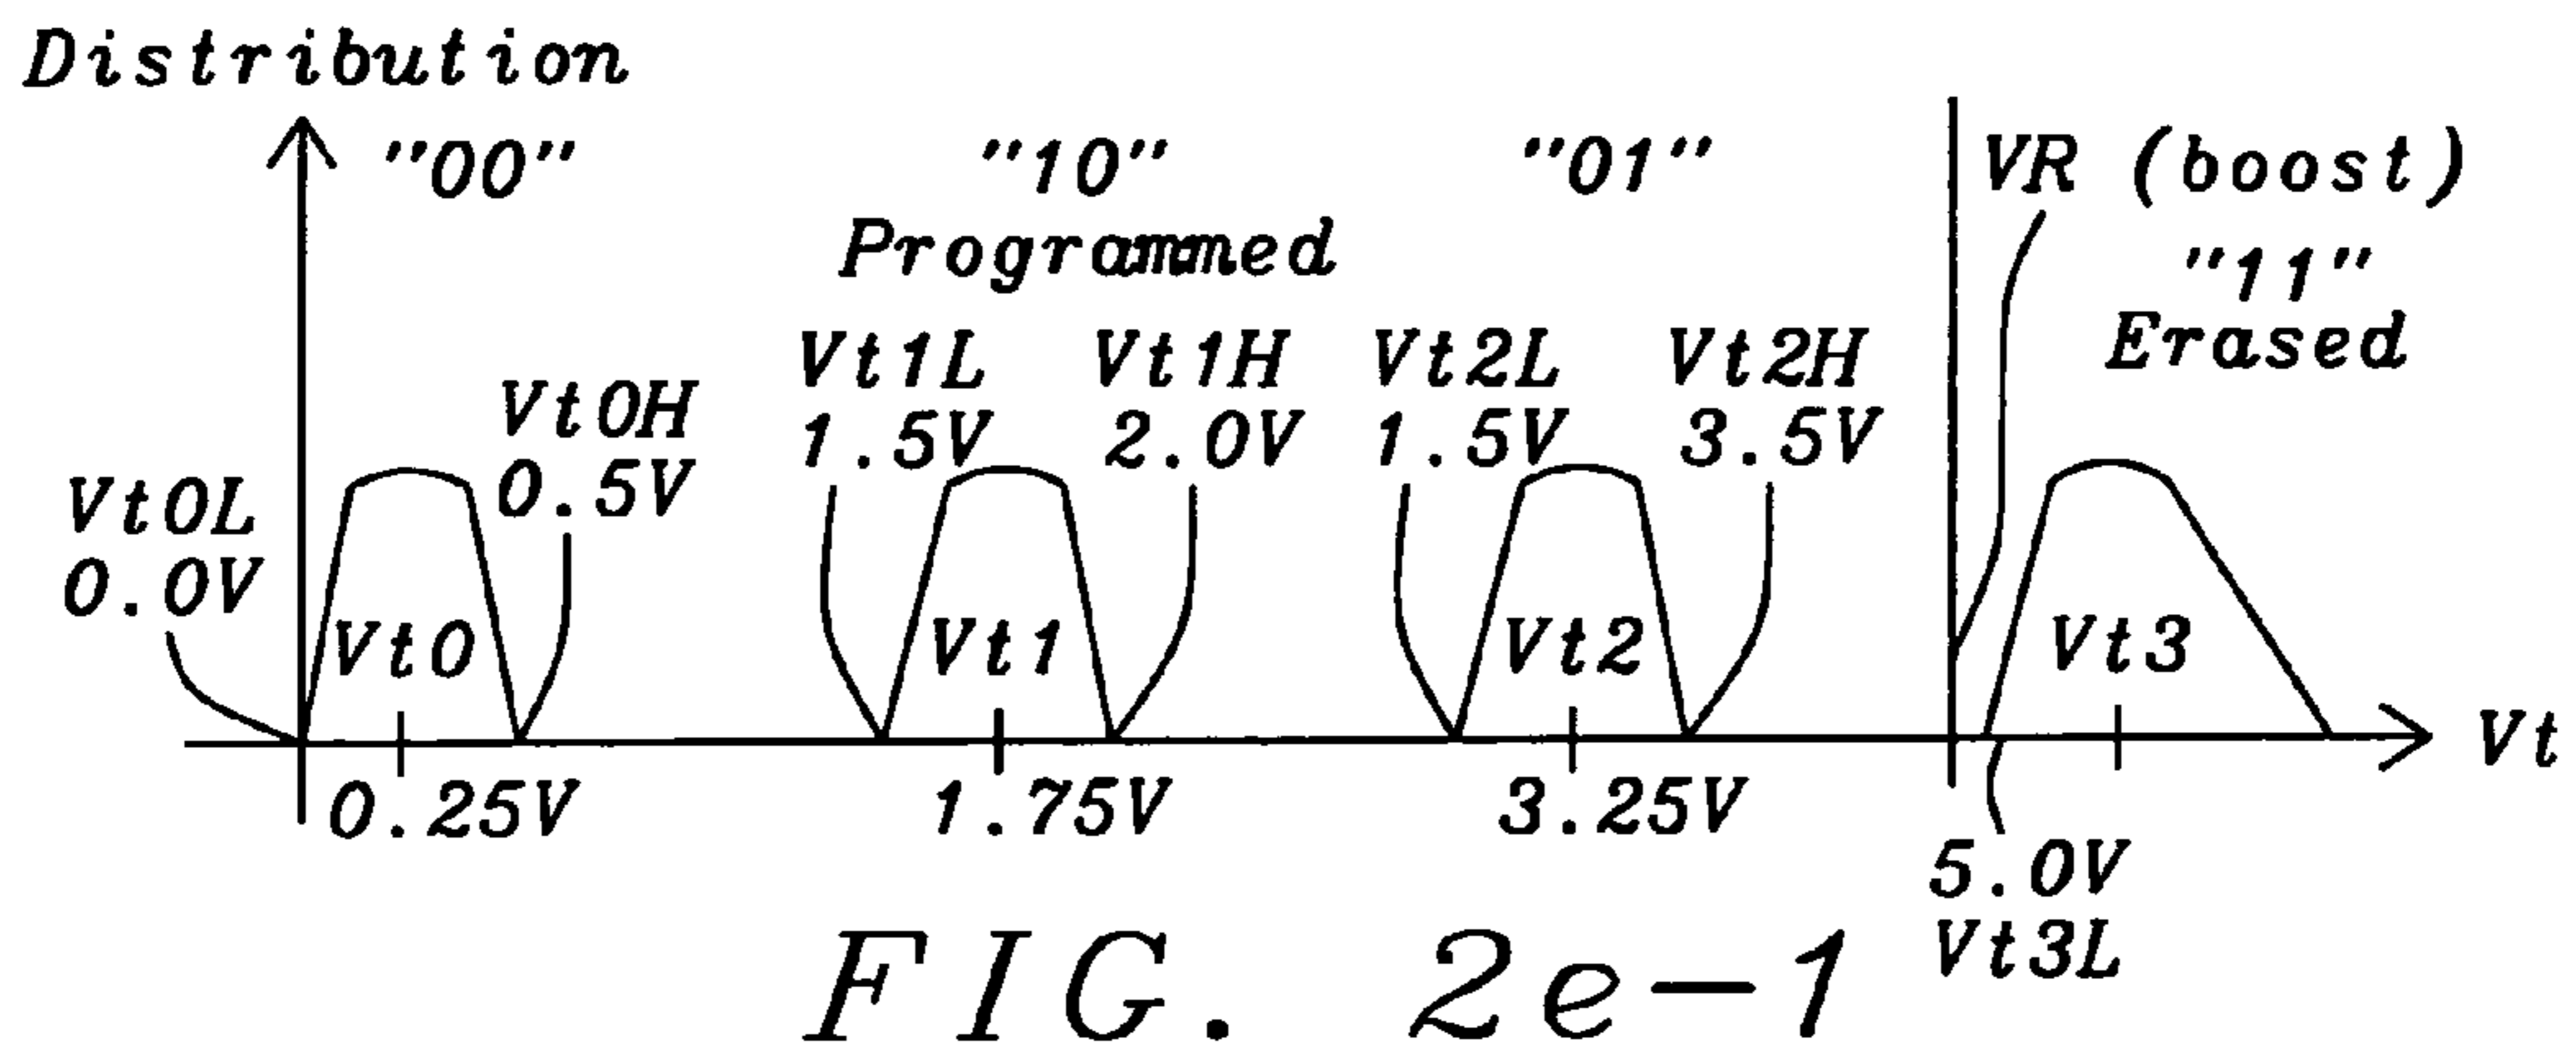 Distribution
"00"
"10"
Programmed
"01"
VR (boost)
"11"
Erased
Vt0L
0.0V
Vt0H
0.5V
Vt1L
1.5V
Vt1H
2.0V
Vt2L
1.5V
Vt2H
3.5V
Vt0
Vt1
Vt2
Vt3
Vt
0.25V
1.75V
3.25V
5.0V
Vt3L
FIG. 2e-1